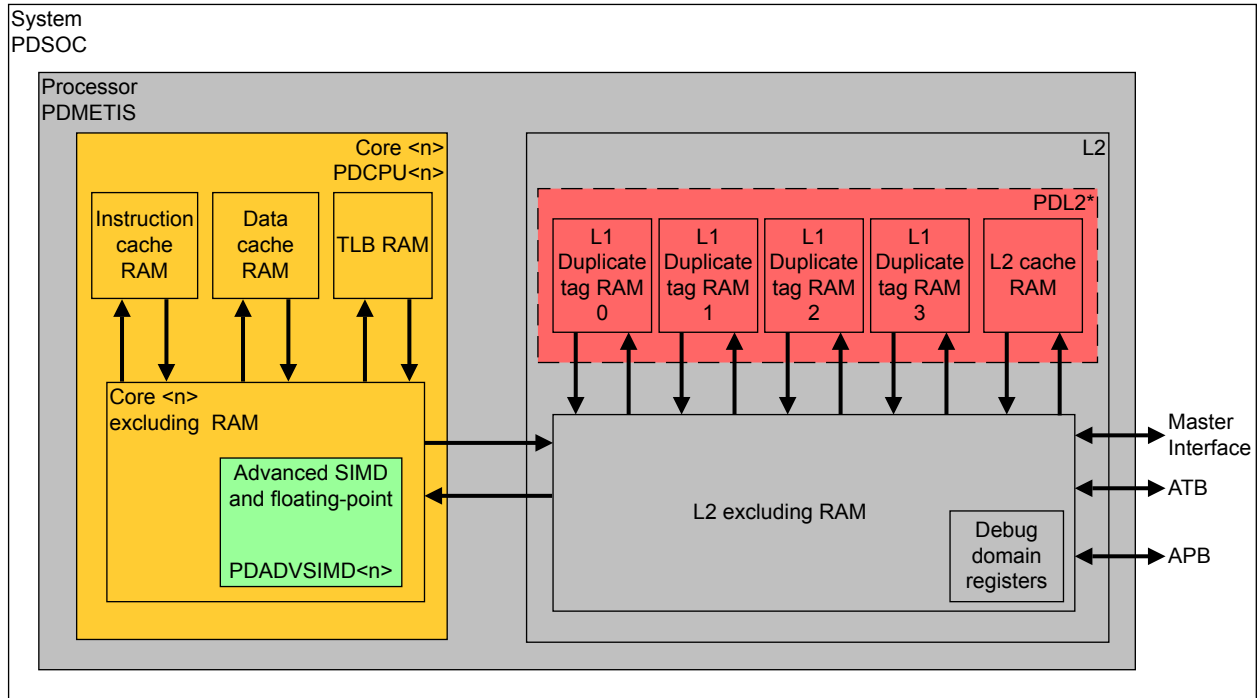 System
PDSOC
Processor
PDMETIS
Core <n>
PDCPU<n>
Instruction
cache
RAM
Data
cache
RAM
TLB RAM
Core <n>
excluding RAM
Advanced SIMD
and floating-point
PDADVSIMD<n>
L2
PDL2*
L1
Duplicate
tag RAM
0
L1
Duplicate
tag RAM
1
L1
Duplicate
tag RAM
2
L1
Duplicate
tag RAM
3
L2 cache
RAM
L2 excluding RAM
Debug
domain
registers
Master
Interface
ATB
APB